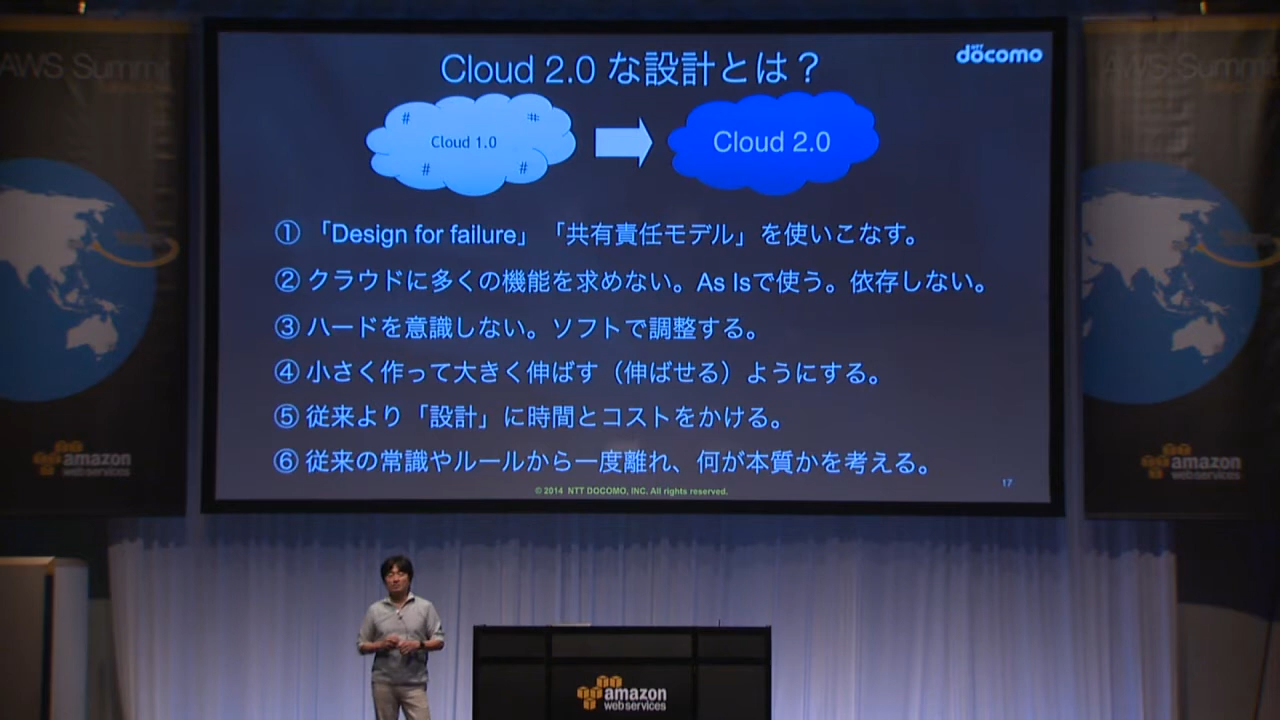 AWS Summit
AWS Summi
NTT
docomo
Cloud 2.0 な設計とは？
# #
Cloud 1.0
# #
Cloud 2.0
① 「Design for failure」「共有責任モデル」を使いこなす。
② クラウドに多くの機能を求めない。As Isで使う。依存しない。
③ ハードを意識しない。ソフトで調整する。
④ 小さく作って大きく伸ばす（伸ばせる）ようにする。
⑤ 従来より「設計」に時間とコストをかける。
⑥ 従来の常識やルールから一度離れ、何が本質かを考える。
© 2014 NTT DOCOMO, INC. All rights reserved.
17
amazon
webservices
amazon
webservices
amazon
webservices